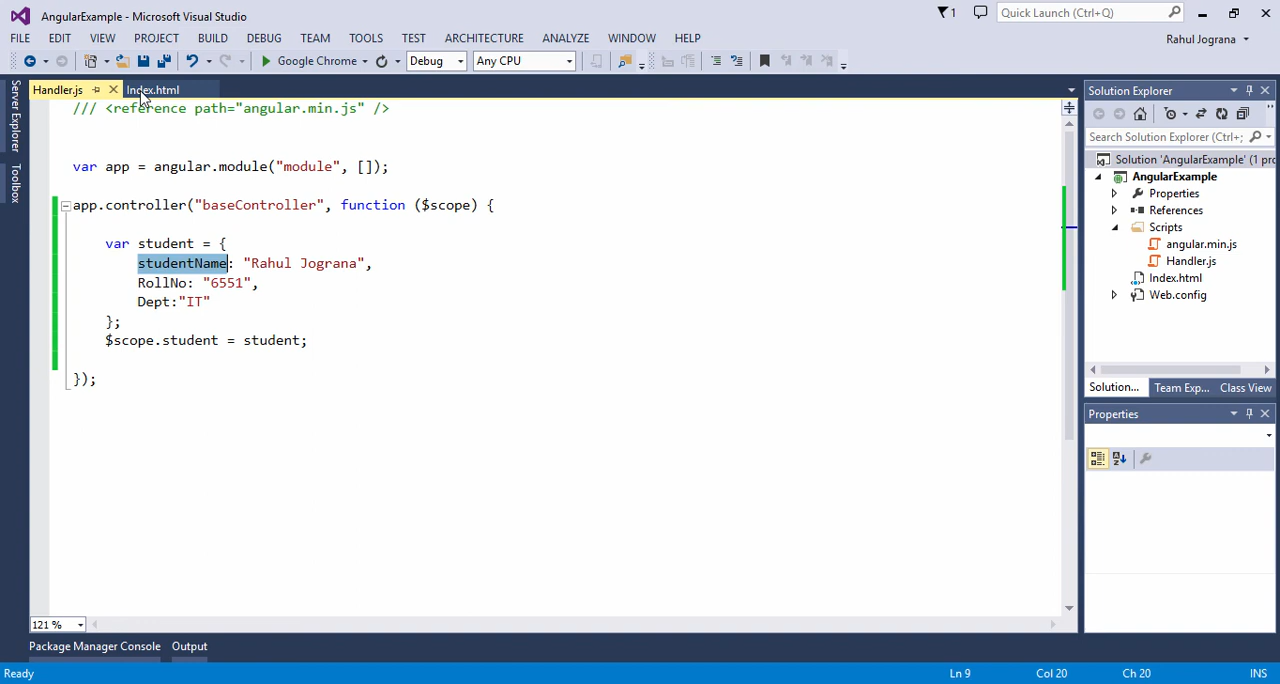 AngularExample - Microsoft Visual Studio
1
Quick Launch (Ctrl+Q)
FILE EDIT VIEW PROJECT BUILD DEBUG TEAM TOOLS TEST ARCHITECTURE ANALYZE WINDOW HELP
Rahul Jograna
Google Chrome Debug Any CPU
Server Explorer
Toolbox
Handler.js Index.html
/// <reference path="angular.min.js" />
var app = angular.module("module", []);
app.controller("baseController", function ($scope) {
var student = {
studentName: "Rahul Jograna",
RollNo: "6551",
Dept:"IT"
};
$scope.student = student;
});
121 %
Solution Explorer
Search Solution Explorer (Ctrl+;
Solution 'AngularExample' (1 pro
AngularExample
Properties
References
Scripts
angular.min.js
Handler.js
Index.html
Web.config
Solution... Team Exp... Class View
Properties
Package Manager Console Output
Ready Ln 9 Col 20 Ch 20 INS